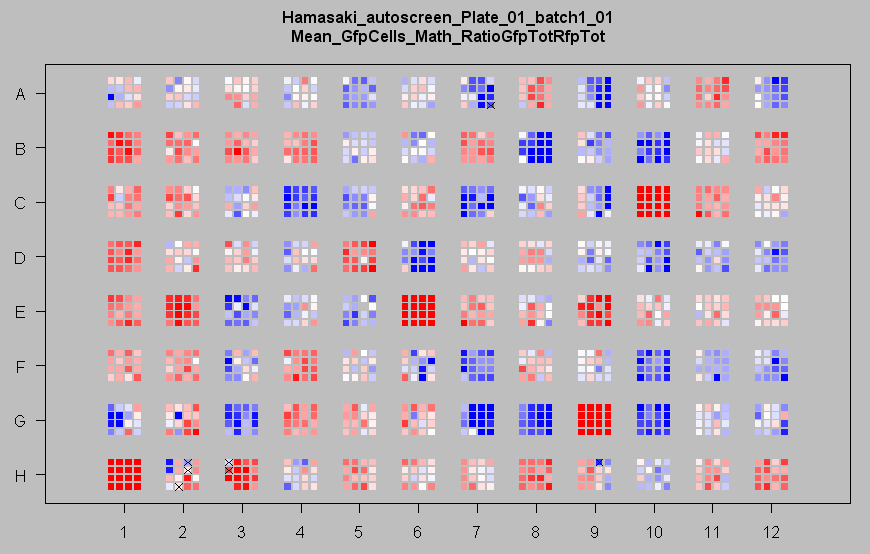 Hamasaki_autoscreen_Plate_01_batch1_01
Mean_GfpCells_Math_RatioGfpTotRfpTot
A
B
C
D
E
F
G
H
1 2 3 4 5 6 7 8 9 10 11 12